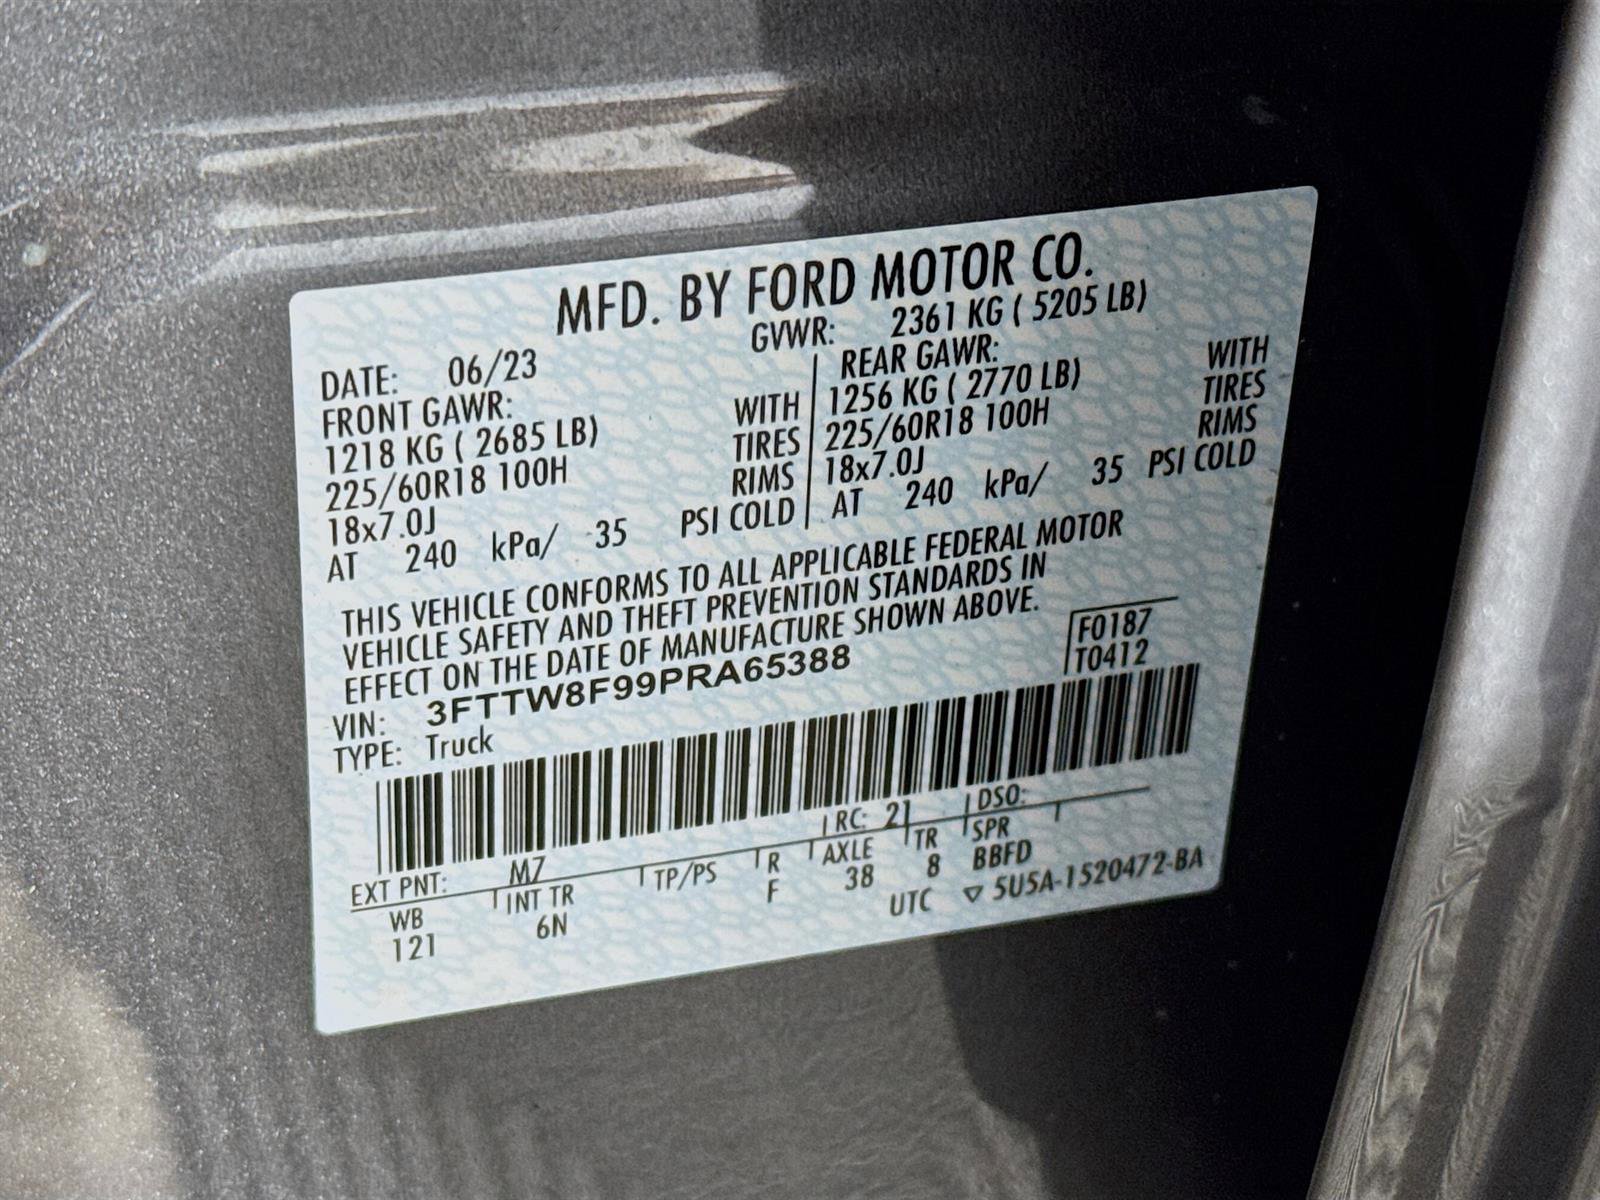 MFD. BY FORD MOTOR CO.
DATE: 06/23 GVWR: 2361 KG ( 5205 LB)
FRONT GAWR: WITH
1218 KG ( 2685 LB) TIRES
225/60R18 100H RIMS
18x7.0J
AT 240 kPa/ 35 PSI COLD
REAR GAWR: WITH
1256 KG ( 2770 LB) TIRES
225/60R18 100H RIMS
18x7.0J
AT 240 kPa/ 35 PSI COLD
THIS VEHICLE CONFORMS TO ALL APPLICABLE FEDERAL MOTOR
VEHICLE SAFETY AND THEFT PREVENTION STANDARDS IN
EFFECT ON THE DATE OF MANUFACTURE SHOWN ABOVE.
F0187
T0412
VIN: 3FTTW8F99PRA65388
TYPE: Truck
EXT PNT: M7 RC: 21 DSO:
WB INT TR TP/PS R AXLE TR SPR
121 6N F 38 8 BBFD
UTC ▽ 5U5A-1520472-BA